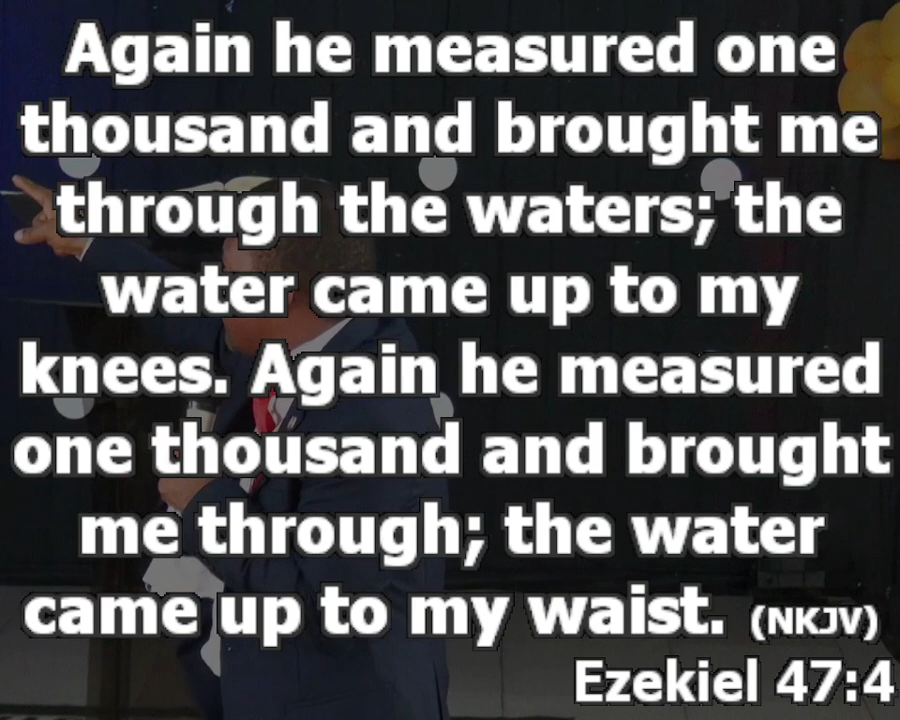 Again he measured one
thousand and brought me
through the waters; the
water came up to my
knees. Again he measured
one thousand and brought
me through; the water
came up to my waist. (NKJV)
Ezekiel 47:4